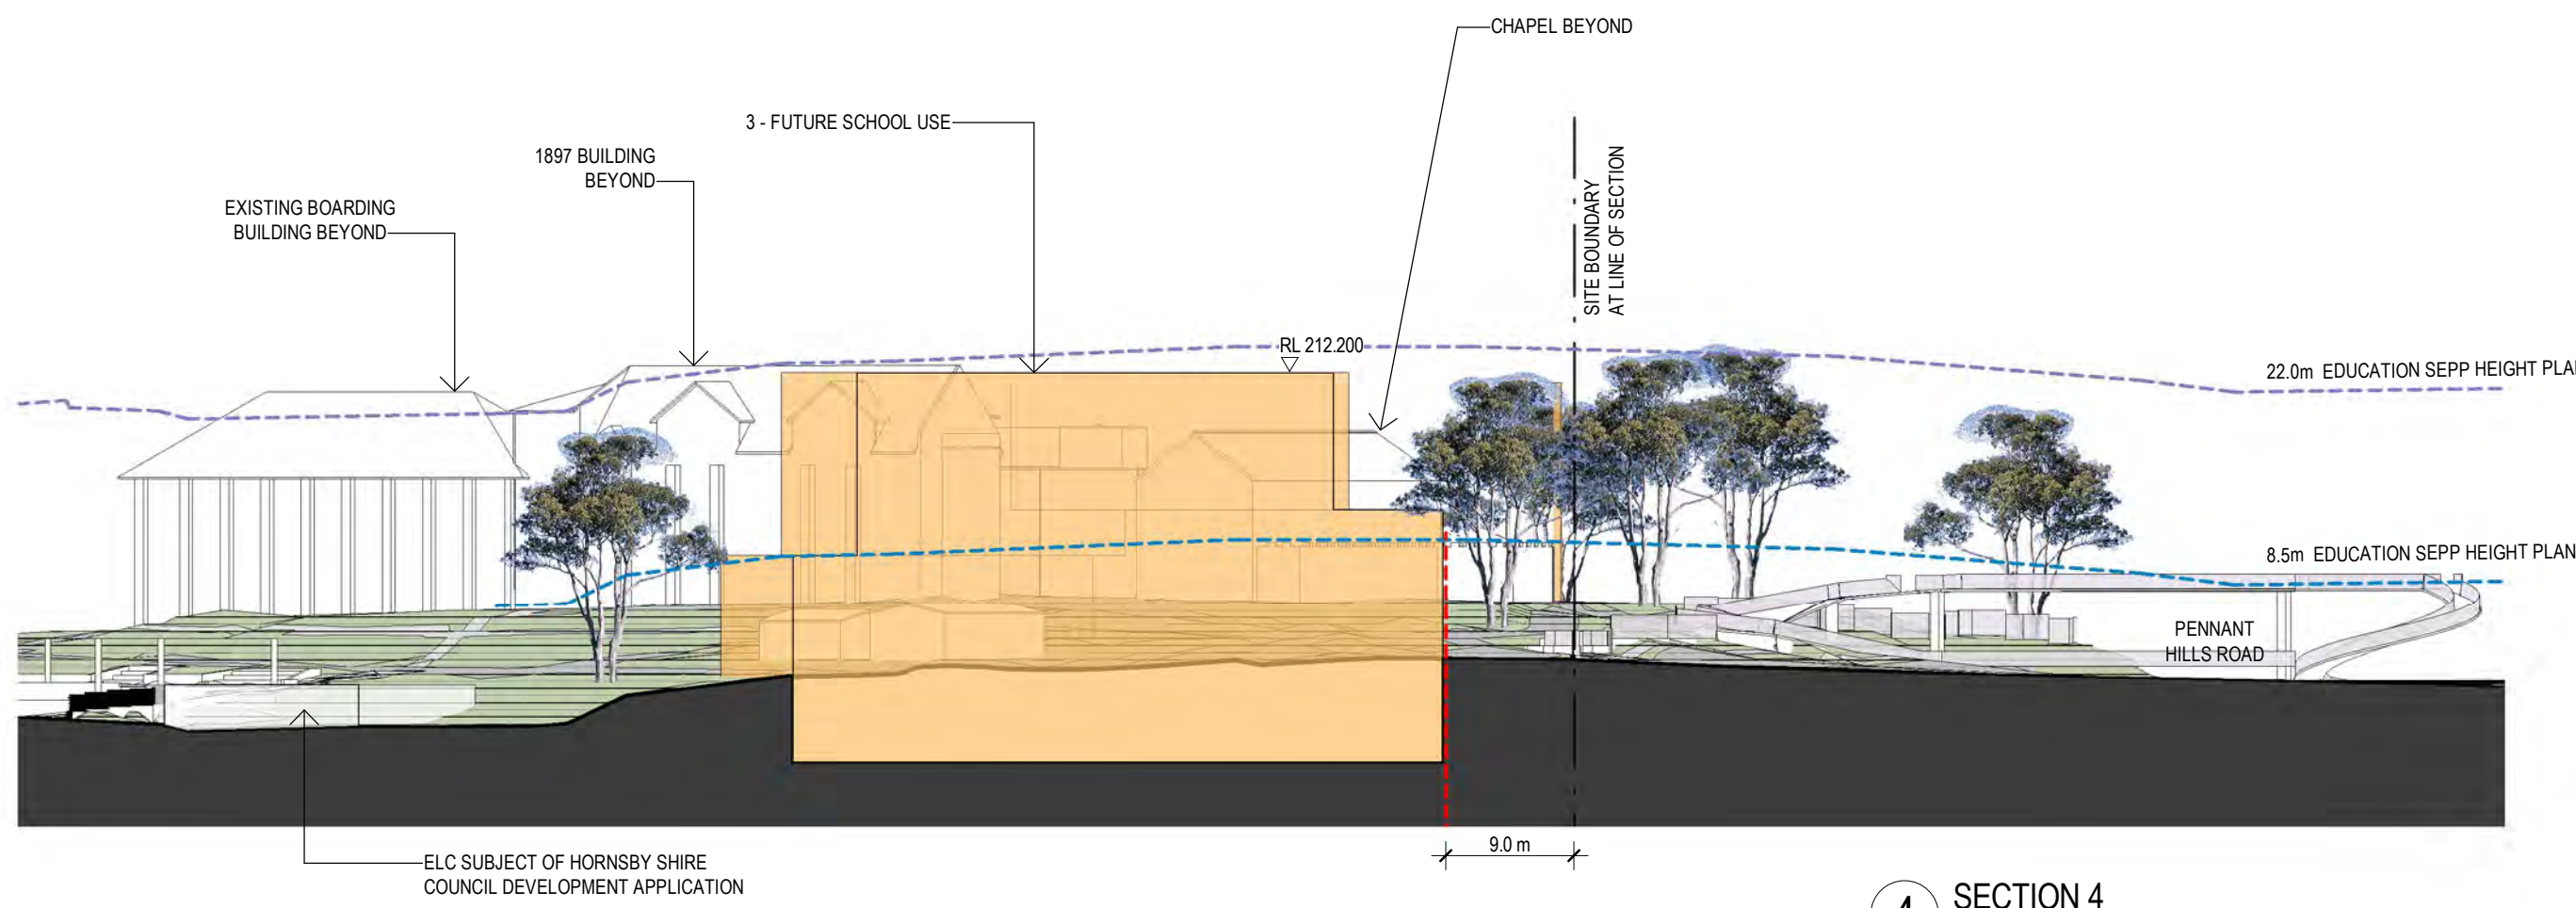 CHAPEL BEYOND
3 - FUTURE SCHOOL USE
1897 BUILDING
BEYOND
EXISTING BOARDING
BUILDING BEYOND
SITE BOUNDARY
AT LINE OF SECTION
RL 212.200
22.0m EDUCATION SEPP HEIGHT
8.5m EDUCATION SEPP HEIGHT
PENNANT
HILLS ROAD
9.0 m
ELC SUBJECT OF HORNSBY SHIRE
COUNCIL DEVELOPMENT APPLICATION
4 SECTION 4